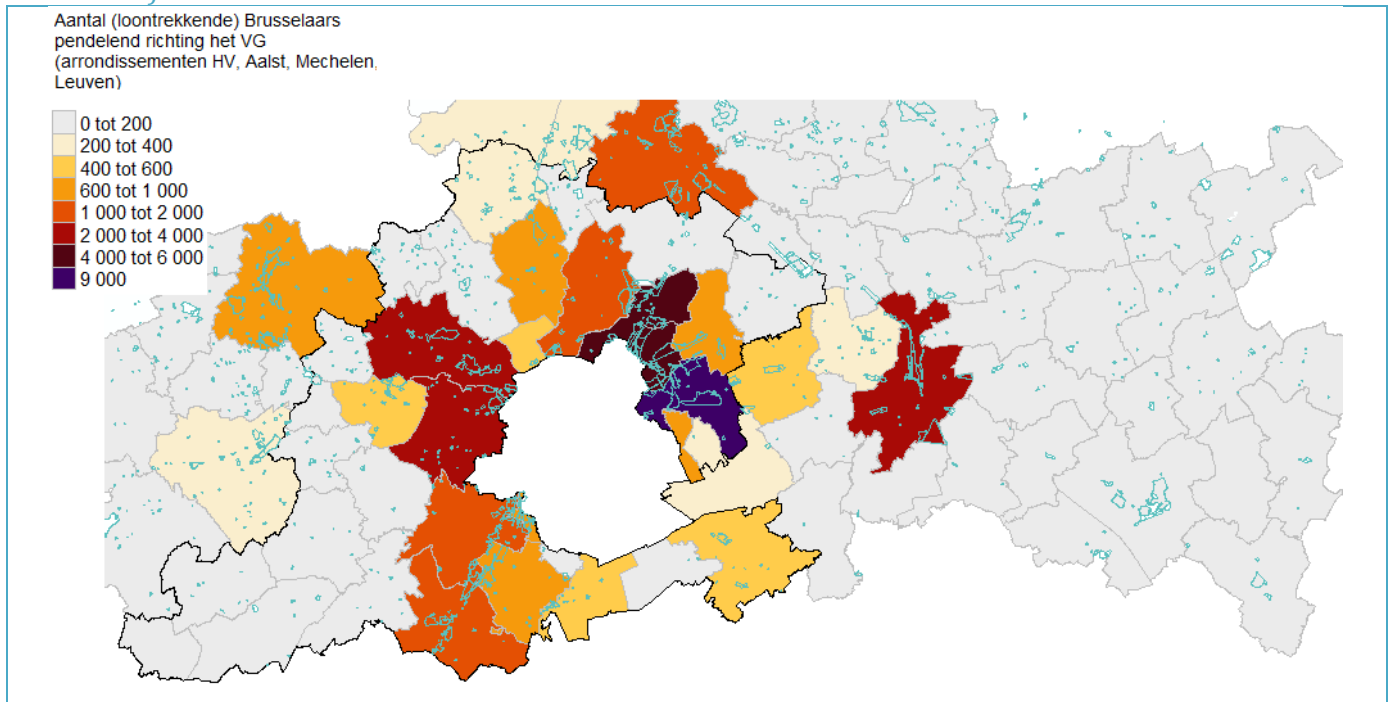 Aantal (loontrekkende) Brusselaars
pendelend richting het VG
(arrondissementen HV, Aalst, Mechelen,
Leuven)
0 tot 200
200 tot 400
400 tot 600
600 tot 1 000
1 000 tot 2 000
2 000 tot 4 000
4 000 tot 6 000
9 000